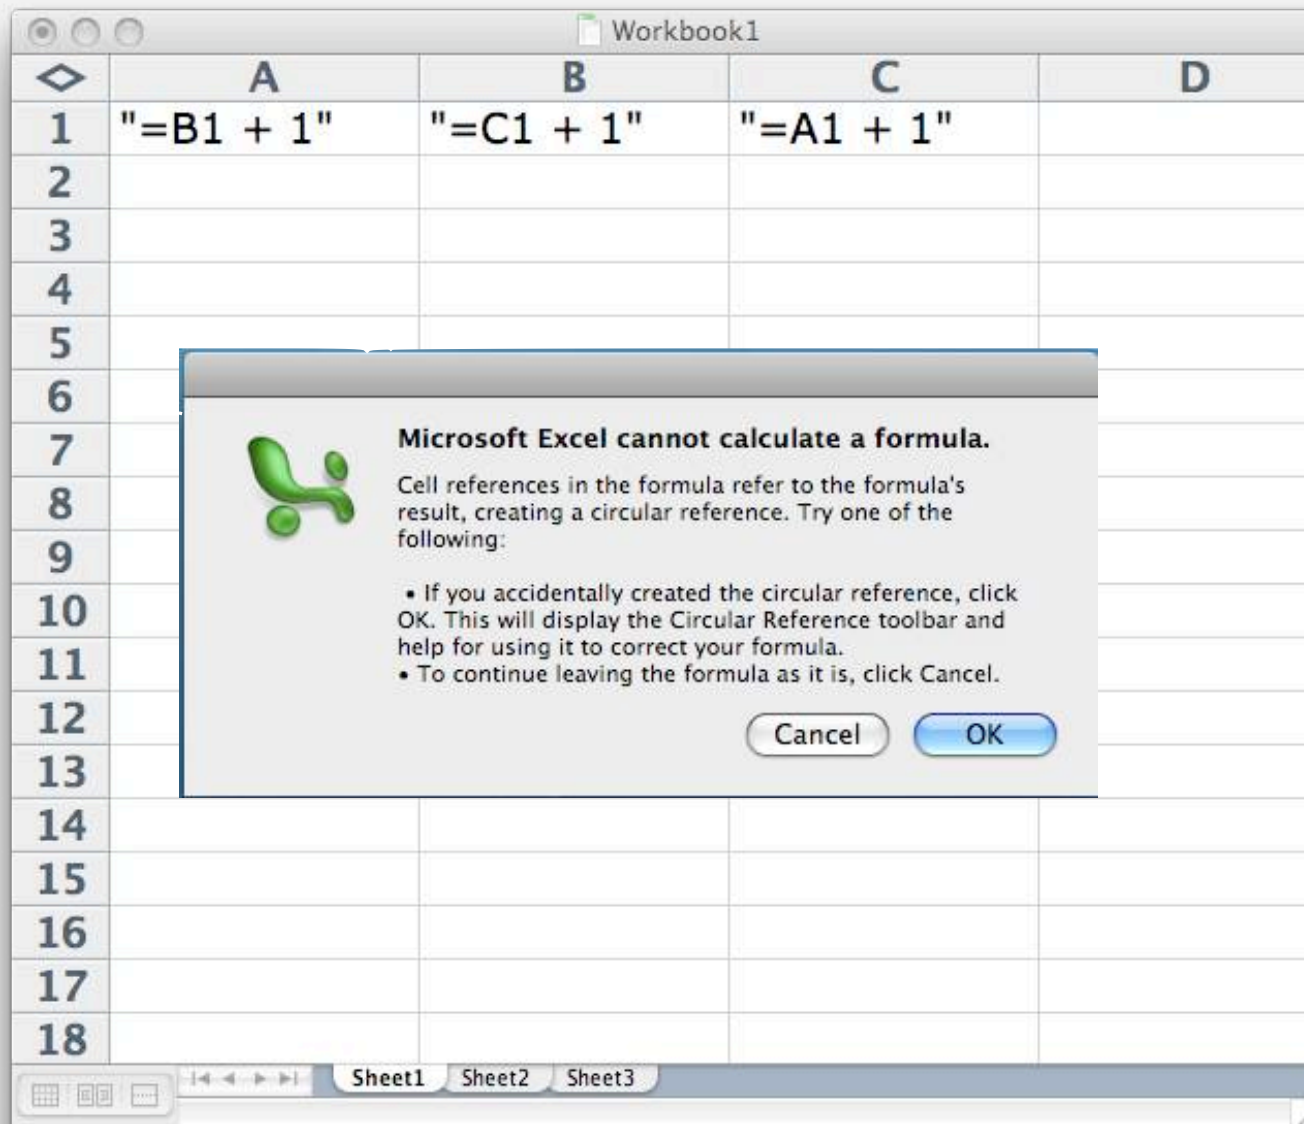 Workbook1
A B C D
1 "=B1 + 1" "=C1 + 1" "=A1 + 1"
2
3
4
5
6
7
8
9
10
11
12
13
14
15
16
17
18
Microsoft Excel cannot calculate a formula.
Cell references in the formula refer to the formula's
result, creating a circular reference. Try one of the
following:
• If you accidentally created the circular reference, click
OK. This will display the Circular Reference toolbar and
help for using it to correct your formula.
• To continue leaving the formula as it is, click Cancel.
Cancel OK
Sheet1 Sheet2 Sheet3